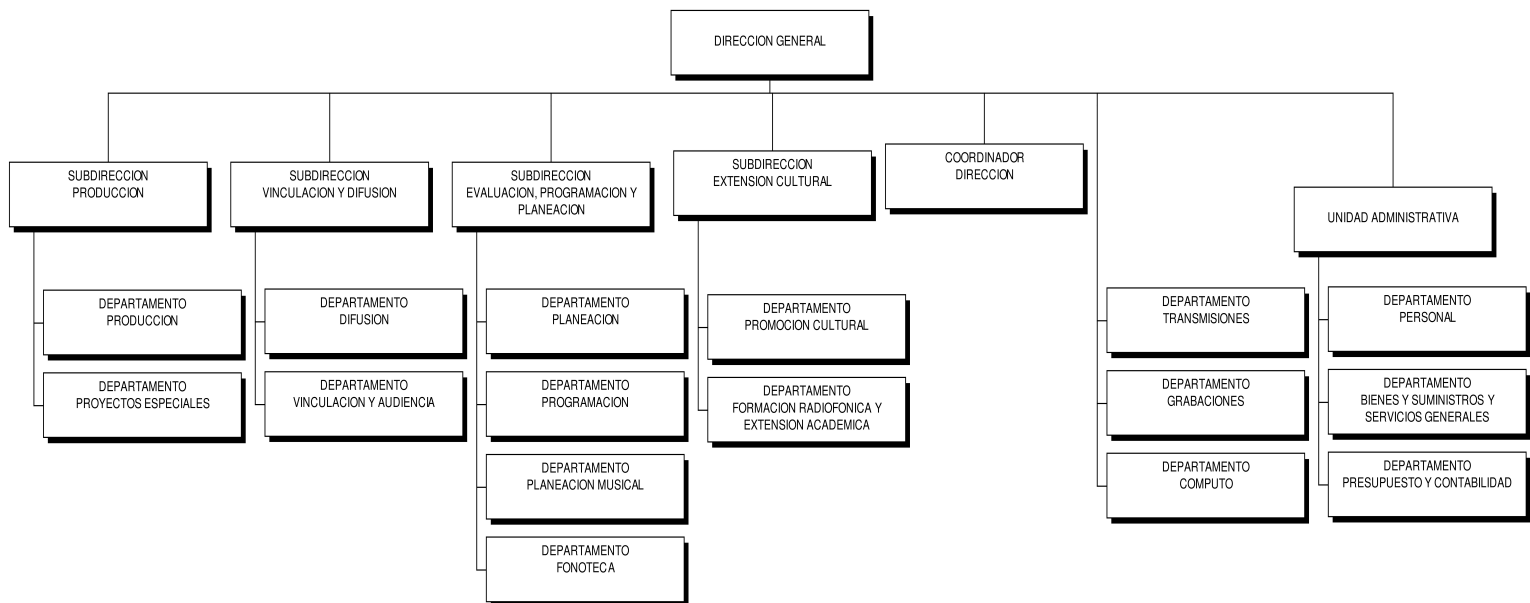 DIRECCION GENERAL
SUBDIRECCION
PRODUCCION
DEPARTAMENTO
PRODUCCION
DEPARTAMENTO
PROYECTOS ESPECIALES
SUBDIRECCION
VINCULACION Y DIFUSION
DEPARTAMENTO
DIFUSION
DEPARTAMENTO
VINCULACION Y AUDIENCIA
SUBDIRECCION
EVALUACION, PROGRAMACION Y
PLANEACION
DEPARTAMENTO
PLANEACION
DEPARTAMENTO
PROGRAMACION
DEPARTAMENTO
PLANEACION MUSICAL
DEPARTAMENTO
FONOTECA
SUBDIRECCION
EXTENSION CULTURAL
DEPARTAMENTO
PROMOCION CULTURAL
DEPARTAMENTO
FORMACION RADIOFONICA Y
EXTENSION ACADEMICA
COORDINADOR
DIRECCION
DEPARTAMENTO
TRANSMISIONES
DEPARTAMENTO
GRABACIONES
DEPARTAMENTO
COMPUTO
UNIDAD ADMINISTRATIVA
DEPARTAMENTO
PERSONAL
DEPARTAMENTO
BIENES Y SUMINISTROS Y
SERVICIOS GENERALES
DEPARTAMENTO
PRESUPUESTO Y CONTABILIDAD